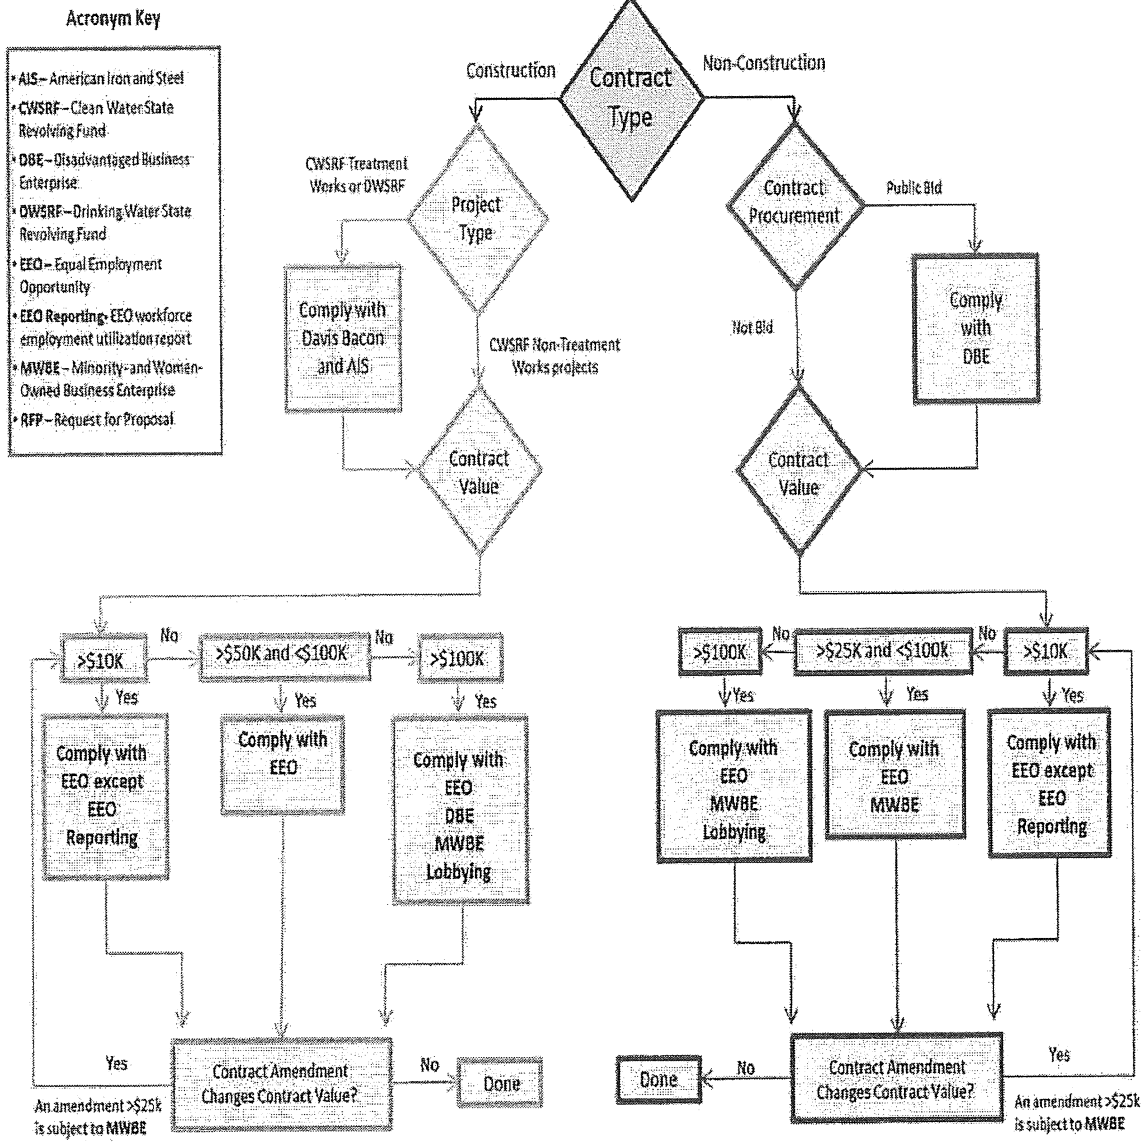 Acronym Key
• AIS – American Iron and Steel
• CWSRF – Clean Water State
Revolving Fund
• DBE – Disadvantaged Business
Enterprise
• DWSRF – Drinking Water State
Revolving Fund
• EEO – Equal Employment
Opportunity
• EEO Reporting- EEO workforce
employment utilization report
• MWBE – Minority- and Women-
Owned Business Enterprise
• RFP – Request for Proposal
Contract
Type
Construction
Non-Construction
CWSRF Treatment
Works or DWSRF
Project
Type
Comply with
Davis Bacon
and AIS
CWSRF Non-Treatment
Works projects
Contract
Value
Contract
Procurement
Public Bid
Comply
with
DBE
Not Bid
Contract
Value
>$10K
No
>$50K and <$100K
No
>$100K
Yes
Yes
Yes
Comply with
EEO except
EEO
Reporting
Comply with
EEO
Comply with
EEO
DBE
MWBE
Lobbying
Contract Amendment
Changes Contract Value?
Yes
No
Done
An amendment >$25k
is subject to MWBE
>$100K
No
>$25K and <$100k
No
>$10K
Yes
Yes
Yes
Comply with
EEO
MWBE
Lobbying
Comply with
EEO
MWBE
Comply with
EEO except
EEO
Reporting
Done
No
Contract Amendment
Changes Contract Value?
Yes
An amendment >$25k
is subject to MWBE